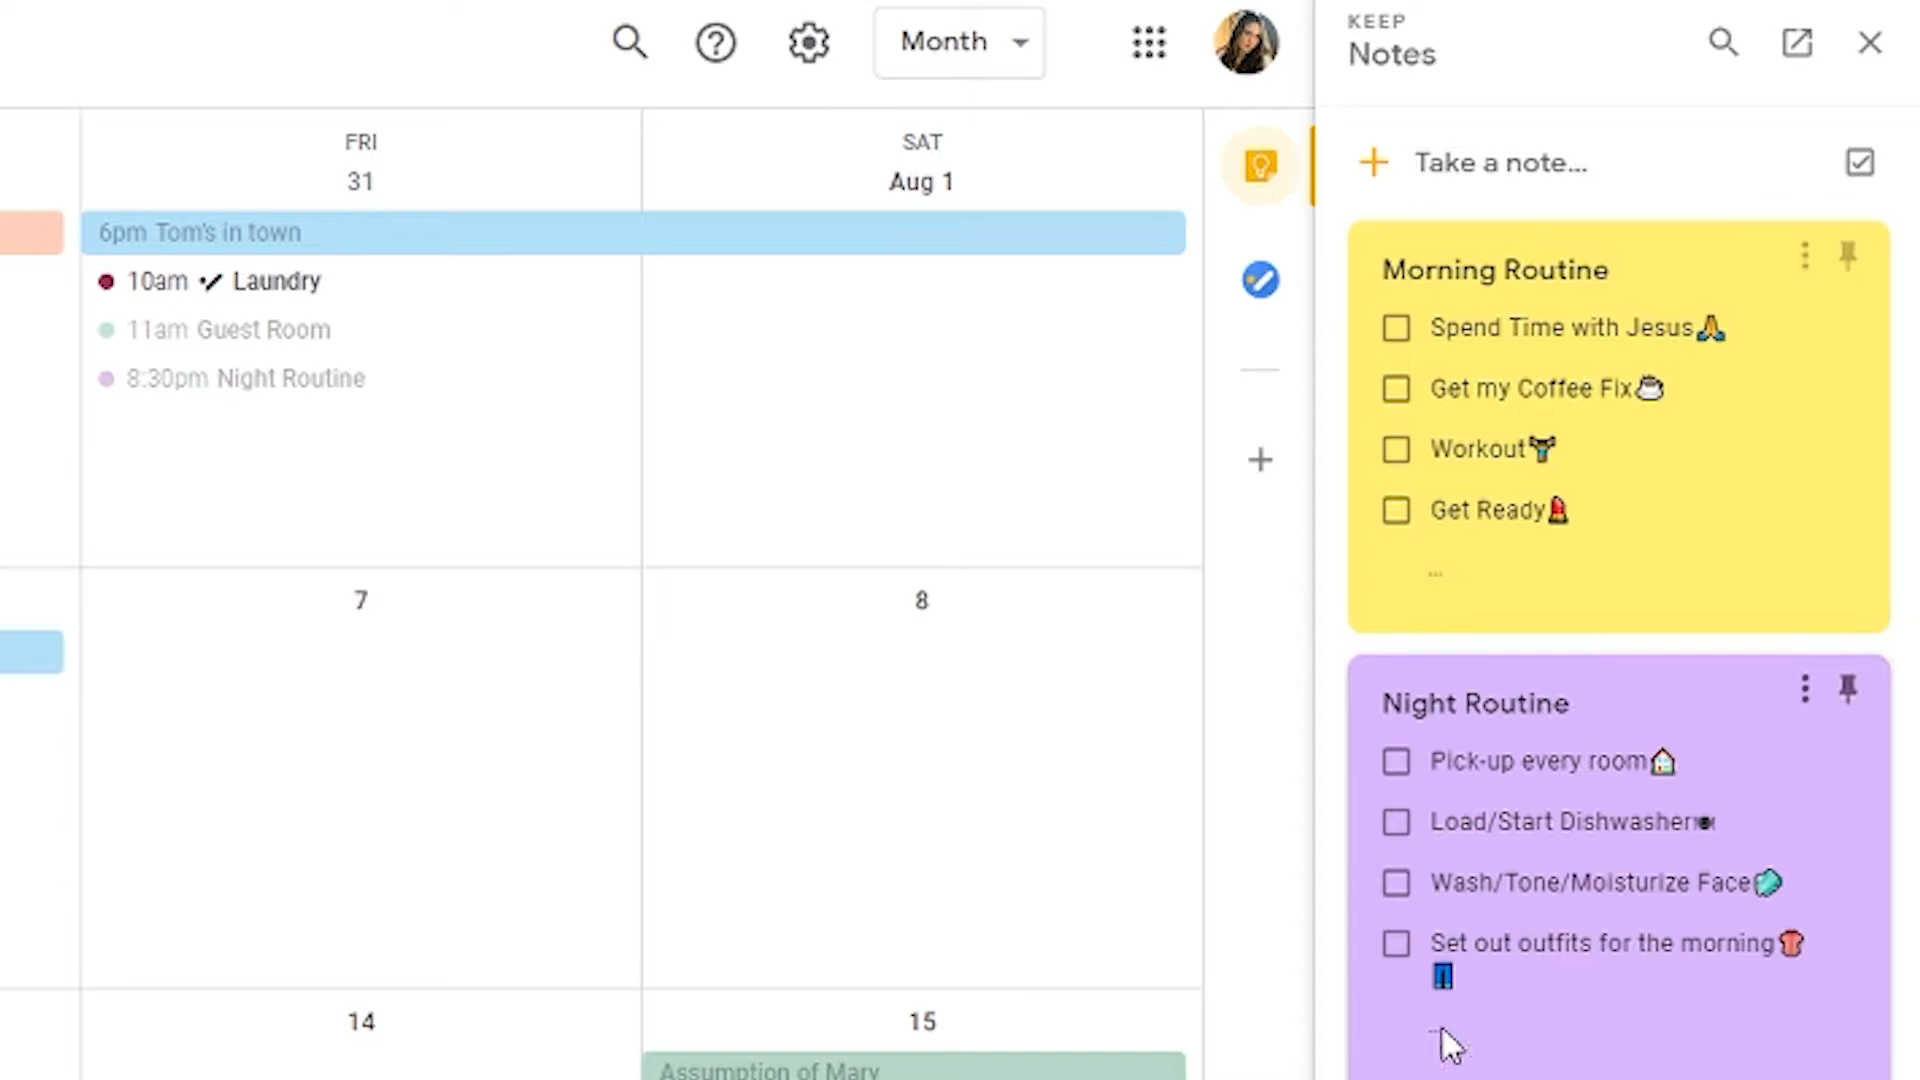 Month
KEEP
Notes
Take a note...
FRI
31
SAT
Aug 1
6pm Tom's in town
10am Laundry
11am Guest Room
8:30pm Night Routine
7
8
14
15
Assumption of Mary
Morning Routine
Spend Time with Jesus🙏
Get my Coffee Fix☕
Workout🏋
Get Ready💄
...
Night Routine
Pick-up every room🏠
Load/Start Dishwasher🍽
Wash/Tone/Moisturize Face🧼
Set out outfits for the morning👚
👖